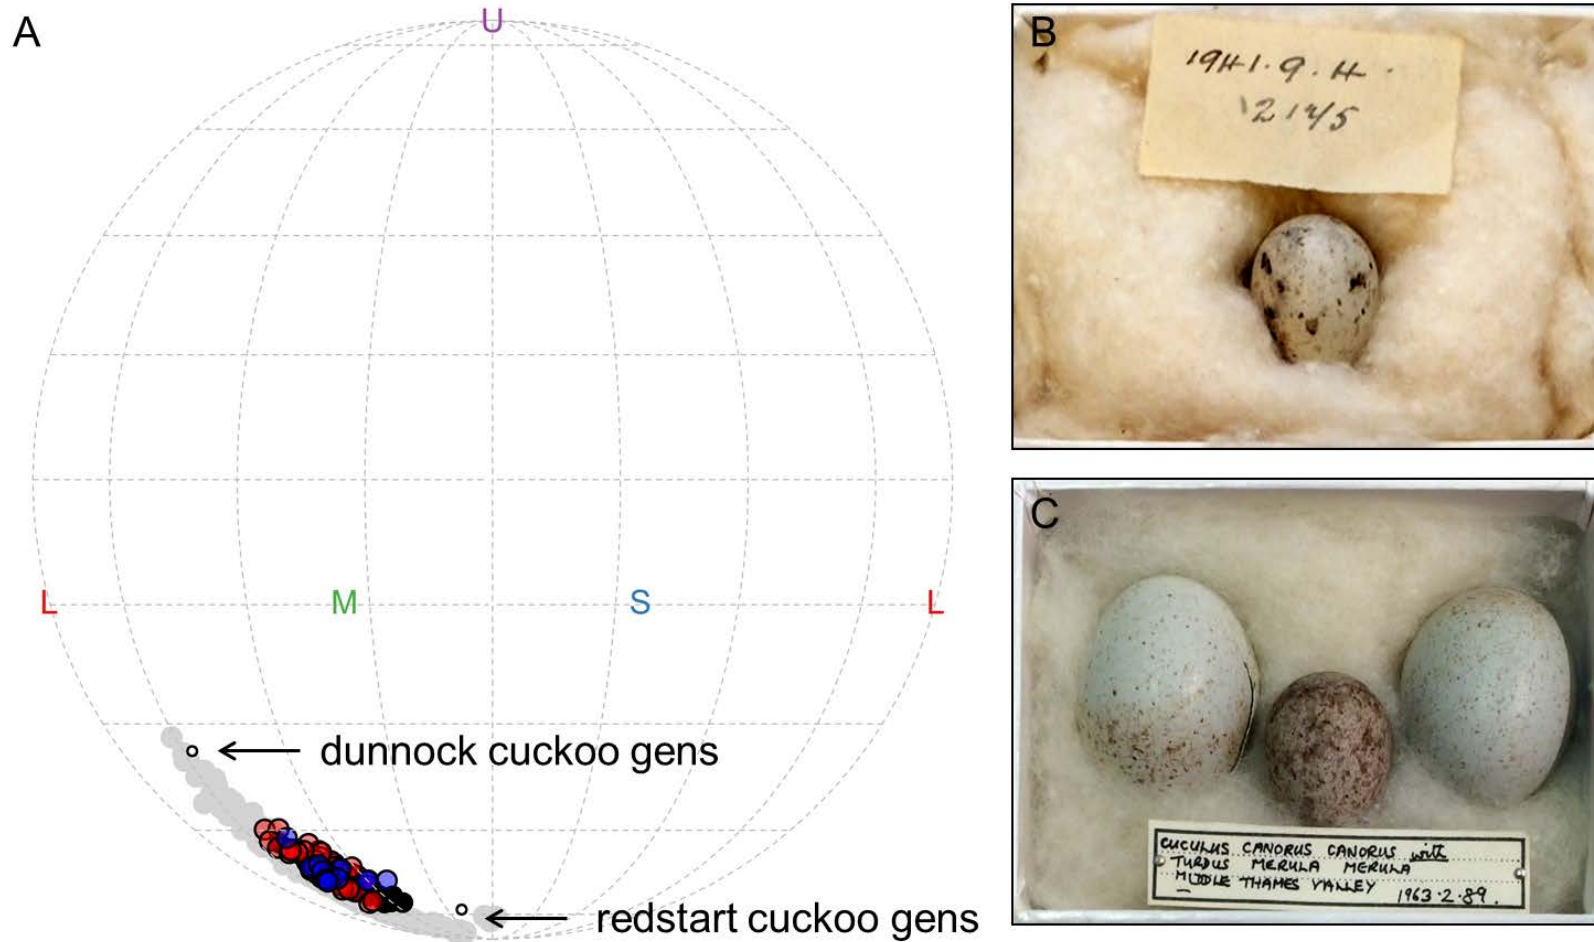 A
U
L
M
S
L
dunnock cuckoo gens
redstart cuckoo gens
B
1941.9.4
12145
C
CUCULUS CANORUS CANORUS with
TURDUS MERULA MERULA
MIDDLE THAMES VALLEY
1963.2.89.